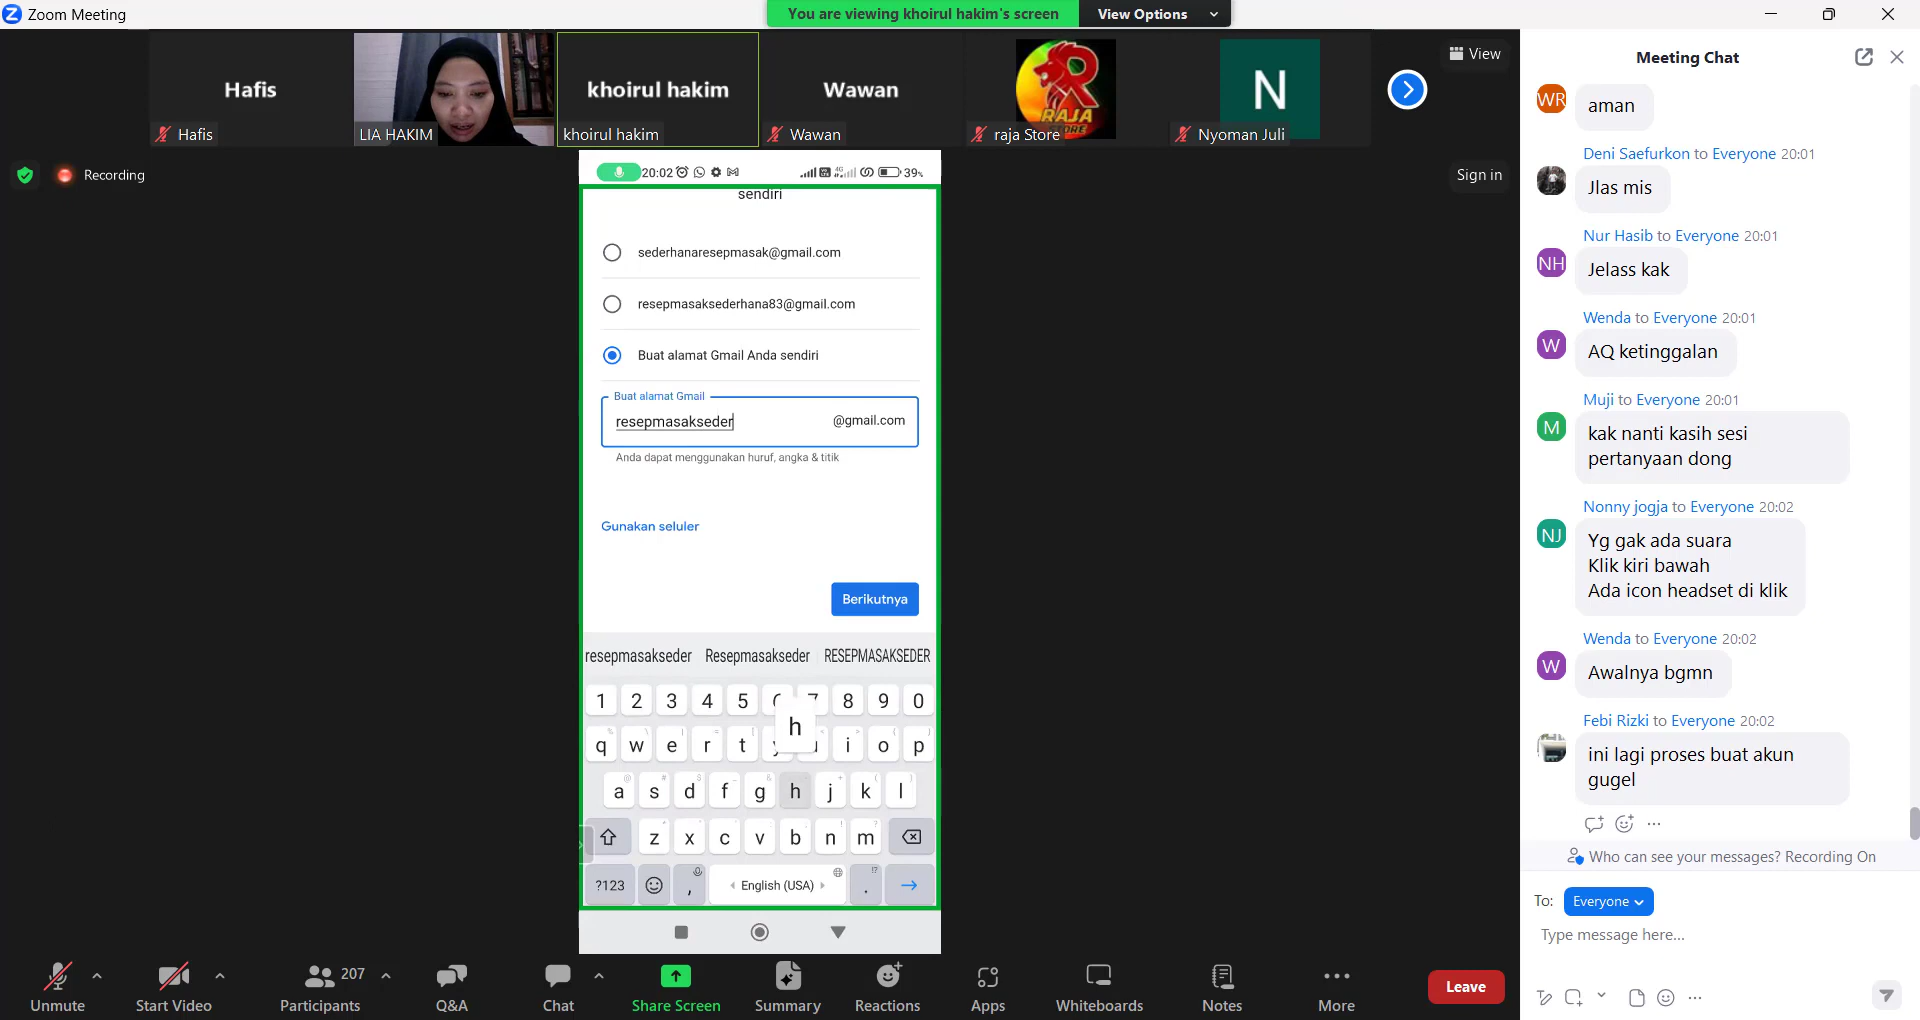 Zoom Meeting
You are viewing khoirul hakim's screen
View Options
Hafis
Hafis
LIA HAKIM
khoirul hakim
khoirul hakim
Wawan
Wawan
RAJA
raja Store
N
Nyoman Juli
View
Recording
Sign in
20:02
39%
sendiri
sederhanaresepmasak@gmail.com
resepmasaksederhana83@gmail.com
Buat alamat Gmail Anda sendiri
Buat alamat Gmail
resepmasakseder
@gmail.com
Anda dapat menggunakan huruf, angka & titik
Gunakan seluler
Berikutnya
resepmasakseder Resepmasakseder RESEPMASAKSEDER
1 2 3 4 5 7 8 9 0
h
q w e r t y u i o p
a s d f g h j k l
z x c v b n m
?123 , English (USA) .
Meeting Chat
WR
aman
Deni Saefurkon to Everyone 20:01
Jlas mis
Nur Hasib to Everyone 20:01
NH
Jelass kak
Wenda to Everyone 20:01
W
AQ ketinggalan
Muji to Everyone 20:01
M
kak nanti kasih sesi
pertanyaan dong
Nonny jogja to Everyone 20:02
NJ
Yg gak ada suara
Klik kiri bawah
Ada icon headset di klik
Wenda to Everyone 20:02
W
Awalnya bgmn
Febi Rizki to Everyone 20:02
ini lagi proses buat akun
gugel
Who can see your messages? Recording On
To: Everyone
Type message here...
Unmute
Start Video
207
Participants
Q&A
Chat
Share Screen
Summary
Reactions
Apps
Whiteboards
Notes
More
Leave